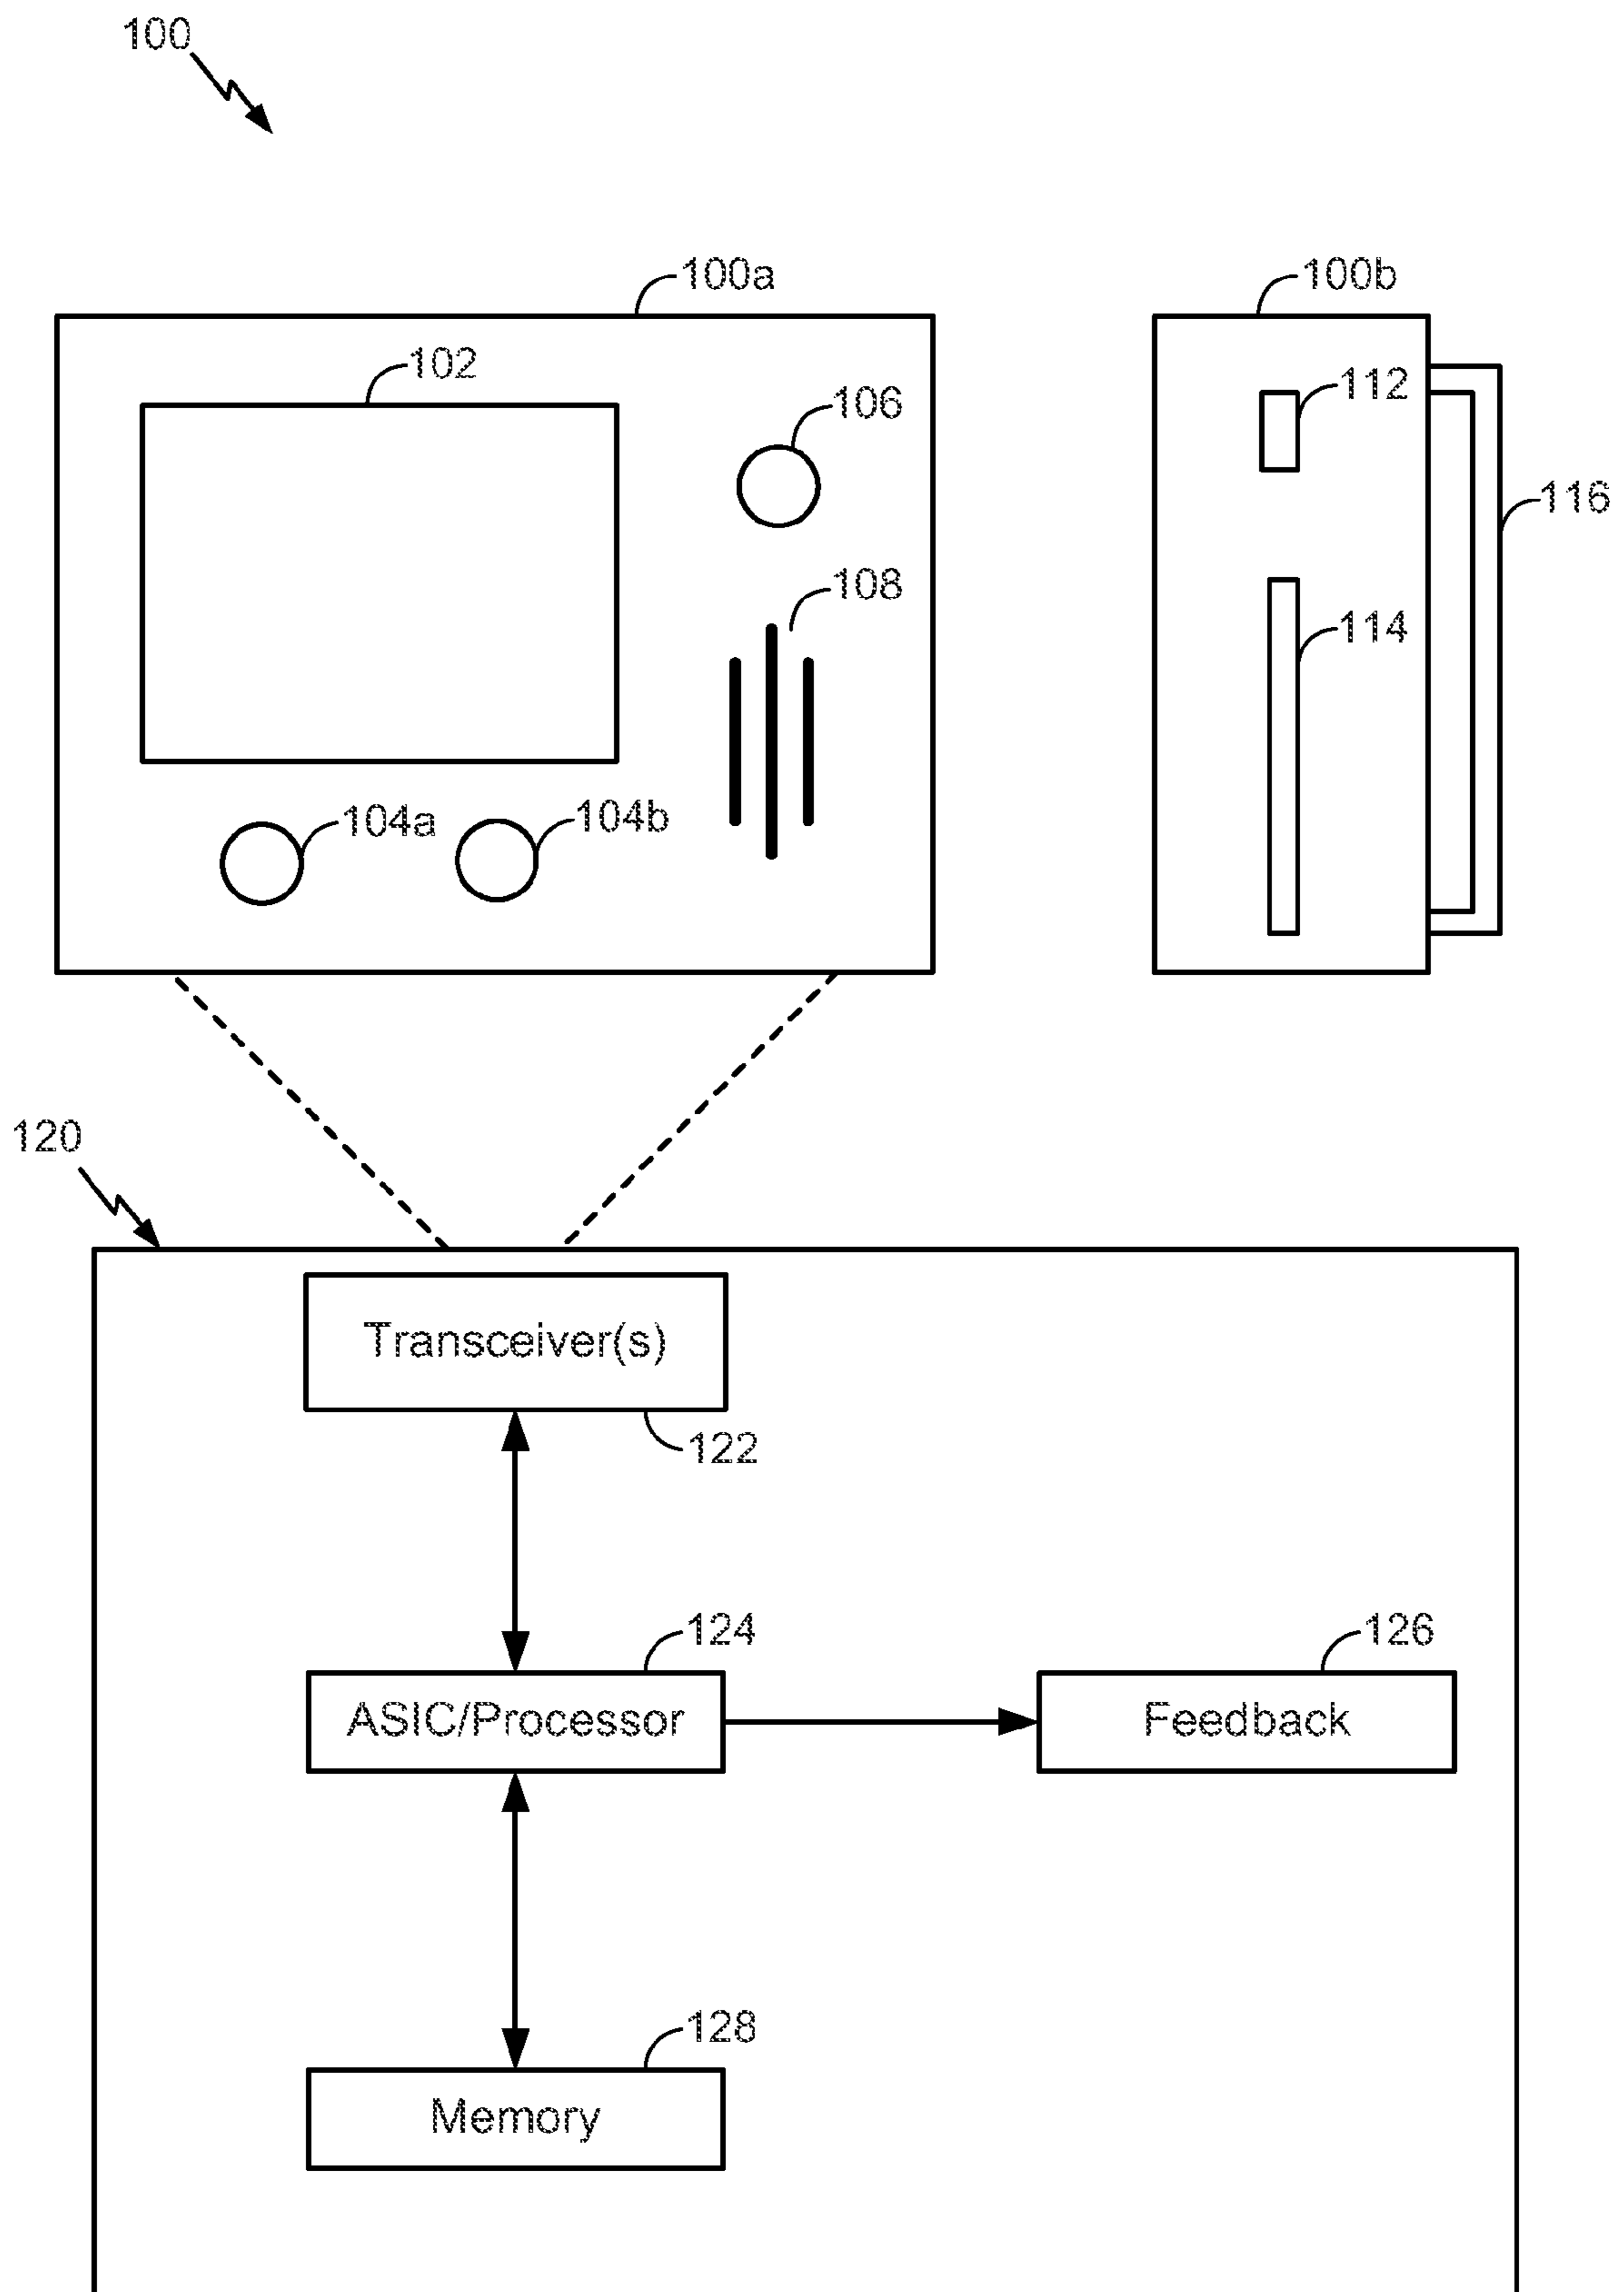 100
100a
100b
102
112
106
116
108
114
104a
104b
120
Transceiver(s)
122
124
126
ASIC/Processor
Feedback
128
Memory